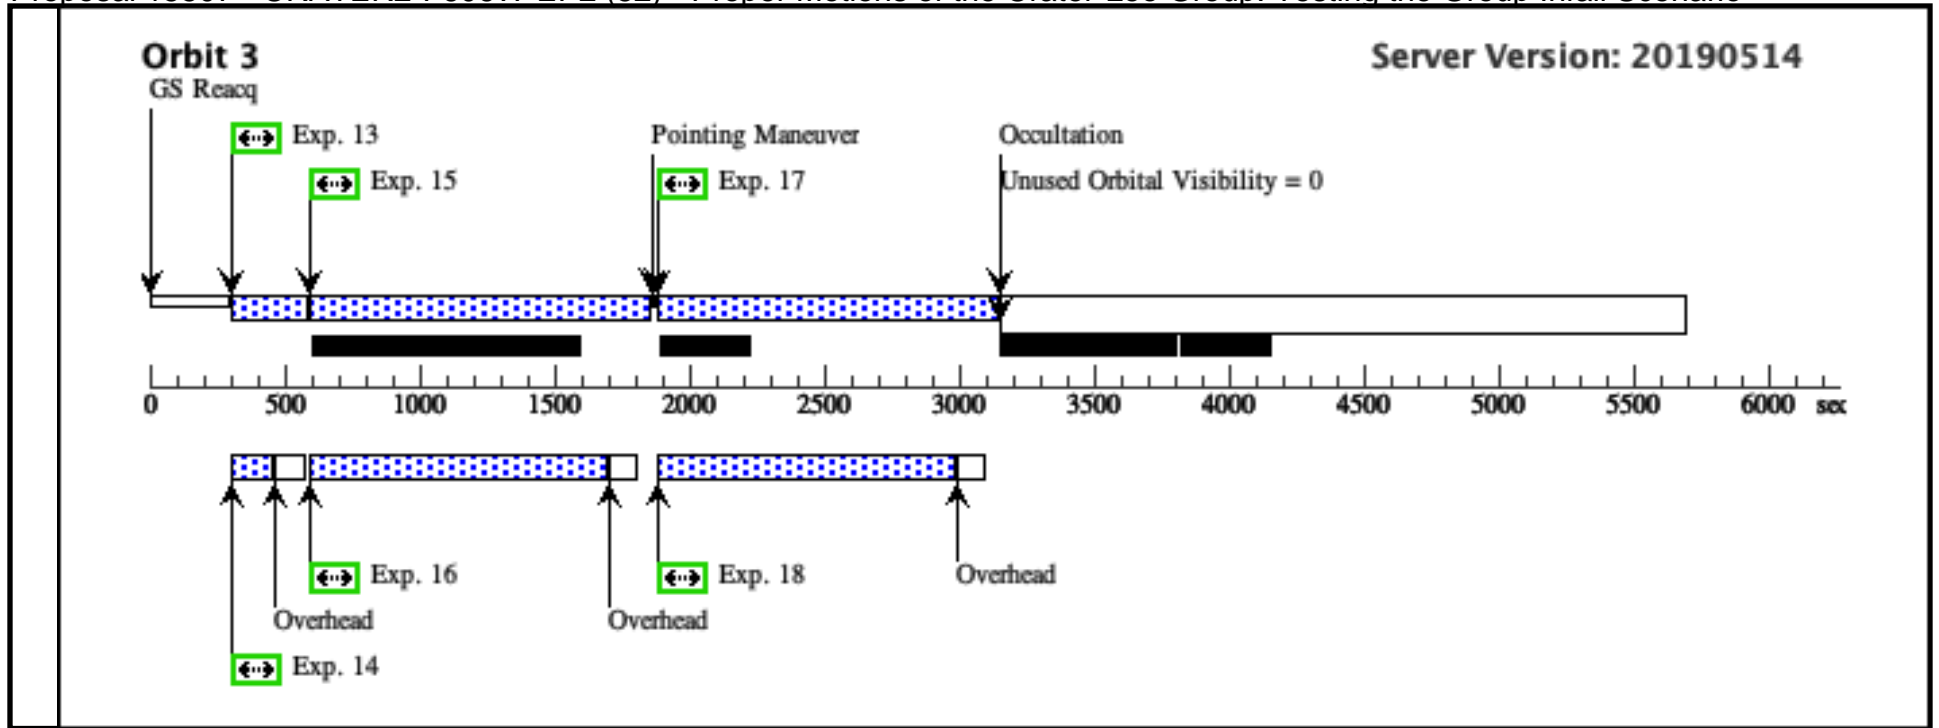 Orbit 3
Server Version: 20190514
GS Reacq
Exp. 13
Pointing Maneuver
Occultation
Exp. 15
Exp. 17
Unused Orbital Visibility = 0
0 500 1000 1500 2000 2500 3000 3500 4000 4500 5000 5500 6000 sec
Exp. 16
Exp. 18
Overhead
Overhead
Overhead
Exp. 14